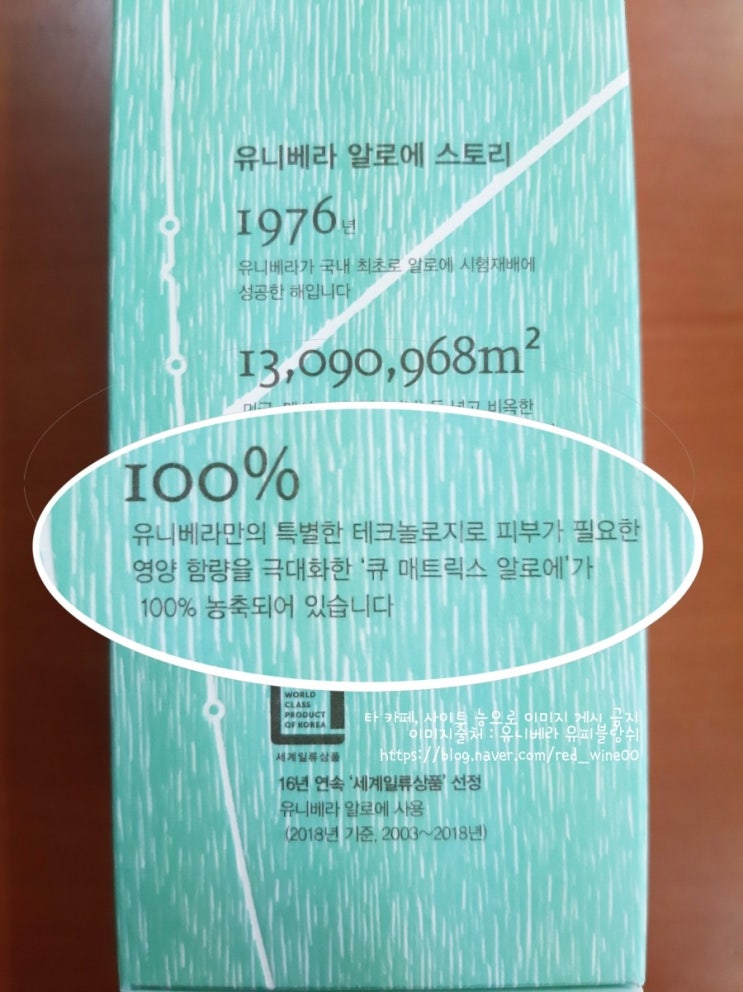 유니베라 알로에 스토리
1976년
유니베라가 국내 최초로 알로에 시험재배에
성공한 해입니다
13,090,968m²
넓고 비옥한
100%
유니베라만의 특별한 테크놀로지로 피부가 필요한
영양 함량을 극대화한 '큐 매트릭스 알로에'가
100% 농축되어 있습니다
WORLD
CLASS
PRODUCT
OF KOREA
세계일류상품
타 카페, 사이트 등으로 이미지 게시 금지
이미지출처 : 유니베라 유피블랑쉬
https://blog.naver.com/red_wine00
16년 연속 '세계일류상품' 선정
유니베라 알로에 사용
(2018년 기준, 2003~2018년)